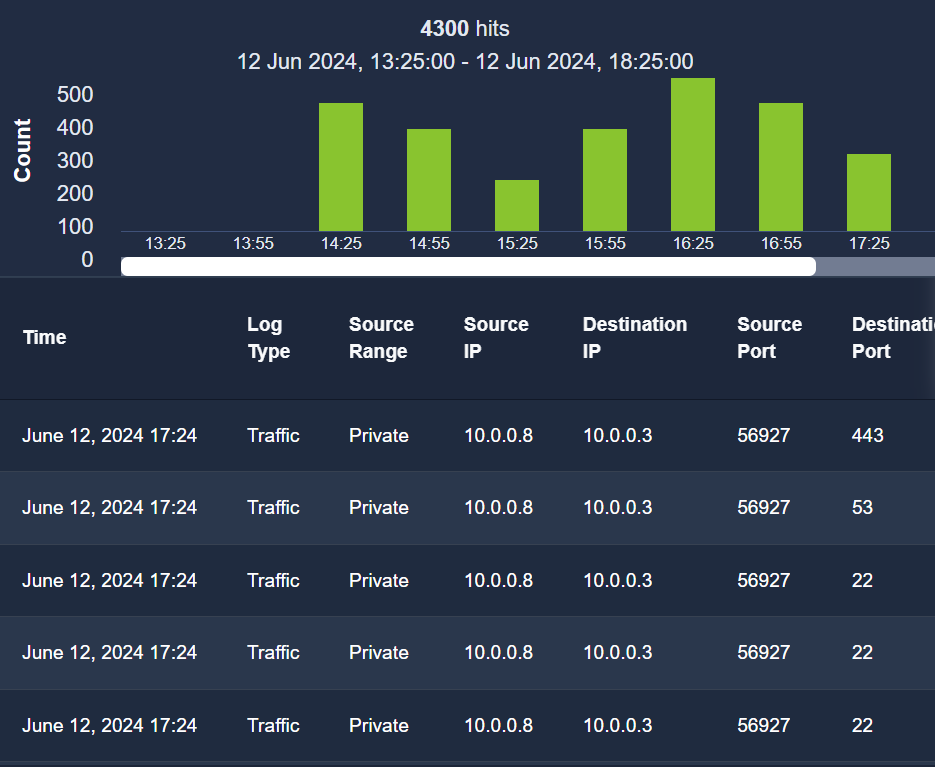 4300 hits
12 Jun 2024, 13:25:00 - 12 Jun 2024, 18:25:00
Count
500
400
300
200
100
0
13:25 13:55 14:25 14:55 15:25 15:55 16:25 16:55 17:25
Time Log Type Source Range Source IP Destination IP Source Port Destinati Port
June 12, 2024 17:24 Traffic Private 10.0.0.8 10.0.0.3 56927 443
June 12, 2024 17:24 Traffic Private 10.0.0.8 10.0.0.3 56927 53
June 12, 2024 17:24 Traffic Private 10.0.0.8 10.0.0.3 56927 22
June 12, 2024 17:24 Traffic Private 10.0.0.8 10.0.0.3 56927 22
June 12, 2024 17:24 Traffic Private 10.0.0.8 10.0.0.3 56927 22